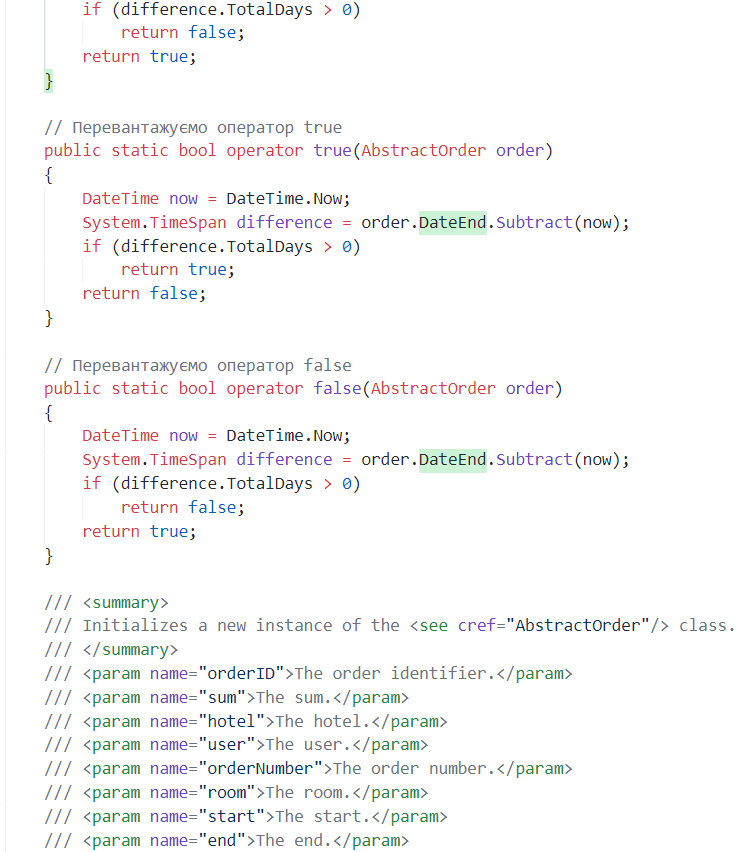 if (difference.TotalDays > 0)
return false;
return true;
}
// Перевантажуємо оператор true
public static bool operator true(AbstractOrder order)
{
DateTime now = DateTime.Now;
System.TimeSpan difference = order.DateEnd.Subtract(now);
if (difference.TotalDays > 0)
return true;
return false;
}
// Перевантажуємо оператор false
public static bool operator false(AbstractOrder order)
{
DateTime now = DateTime.Now;
System.TimeSpan difference = order.DateEnd.Subtract(now);
if (difference.TotalDays > 0)
return false;
return true;
}
/// <summary>
/// Initializes a new instance of the <see cref="AbstractOrder"/> class.
/// </summary>
/// <param name="orderID">The order identifier.</param>
/// <param name="sum">The sum.</param>
/// <param name="hotel">The hotel.</param>
/// <param name="user">The user.</param>
/// <param name="orderNumber">The order number.</param>
/// <param name="room">The room.</param>
/// <param name="start">The start.</param>
/// <param name="end">The end.</param>